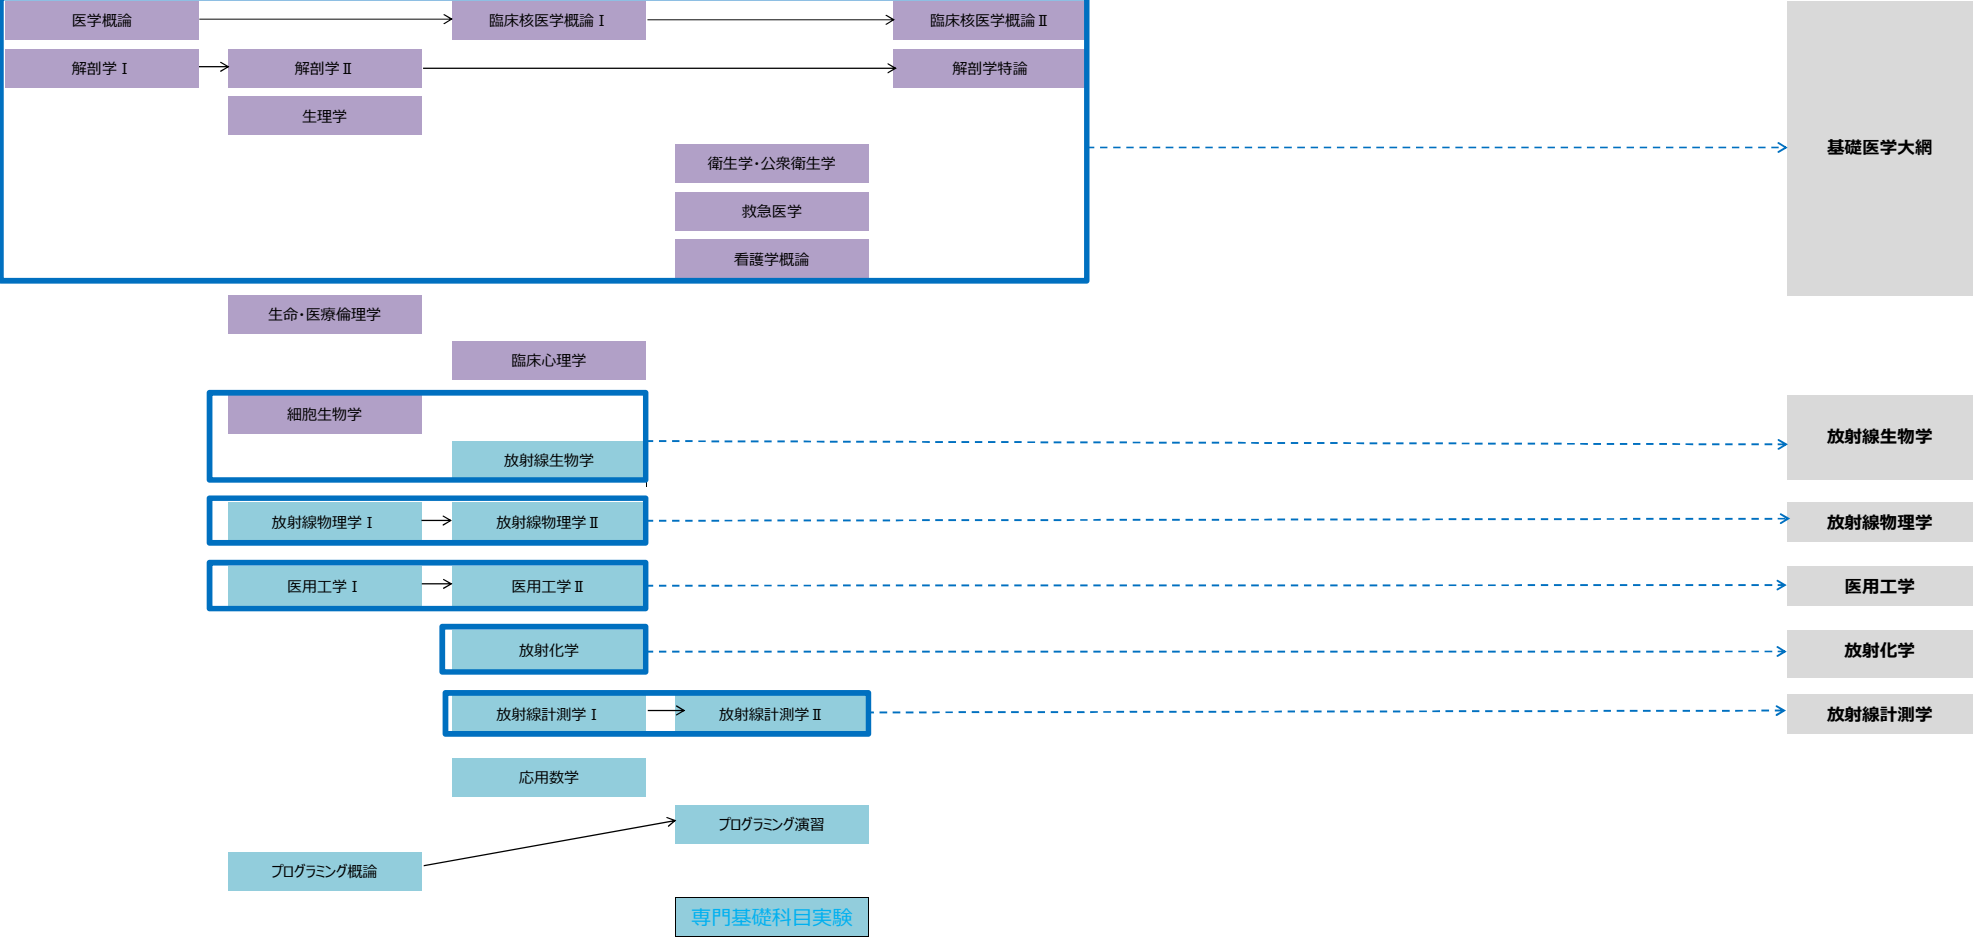 医学概論
臨床核医学概論Ⅰ
臨床核医学概論Ⅱ
解剖学Ⅰ
解剖学Ⅱ
解剖学特論
生理学
衛生学・公衆衛生学
基礎医学大網
救急医学
看護学概論
生命・医療倫理学
臨床心理学
細胞生物学
放射線生物学
放射線生物学
放射線物理学Ⅰ
放射線物理学Ⅱ
放射線物理学
医用工学Ⅰ
医用工学Ⅱ
医用工学
放射化学
放射化学
放射線計測学Ⅰ
放射線計測学Ⅱ
放射線計測学
応用数学
プログラミング演習
プログラミング概論
専門基礎科目実験